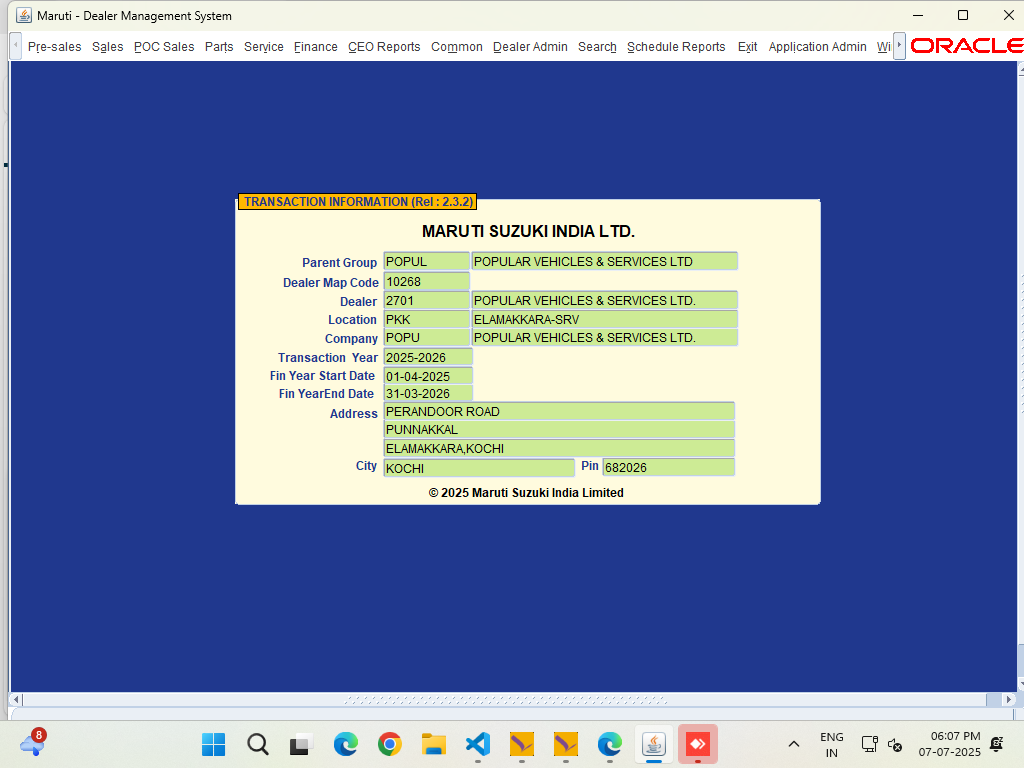 Maruti - Dealer Management System
Pre-sales Sales POC Sales Parts Service Finance CEO Reports Common Dealer Admin Search Schedule Reports Exit Application Admin Wi ORACLE
TRANSACTION INFORMATION (Rel : 2.3.2)
MARUTI SUZUKI INDIA LTD.
Parent Group POPUL POPULAR VEHICLES & SERVICES LTD
Dealer Map Code 10268
Dealer 2701 POPULAR VEHICLES & SERVICES LTD.
Location PKK ELAMAKKARA-SRV
Company POPU POPULAR VEHICLES & SERVICES LTD.
Transaction Year 2025-2026
Fin Year Start Date 01-04-2025
Fin YearEnd Date 31-03-2026
Address PERANDOOR ROAD
PUNNAKKAL
ELAMAKKARA,KOCHI
City KOCHI Pin 682026
© 2025 Maruti Suzuki India Limited
8
ENG 06:07 PM
IN 07-07-2025